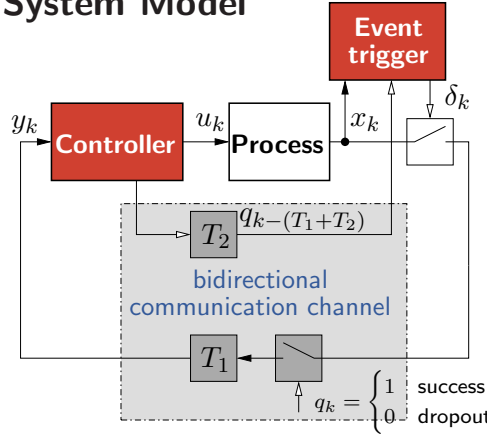 System Model
Event
trigger
δ_k
y_k
Controller
u_k
Process
x_k
T_2
q_{k−(T_1+T_2)}
bidirectional
communication channel
T_1
q_k = { 1 success
0 dropout